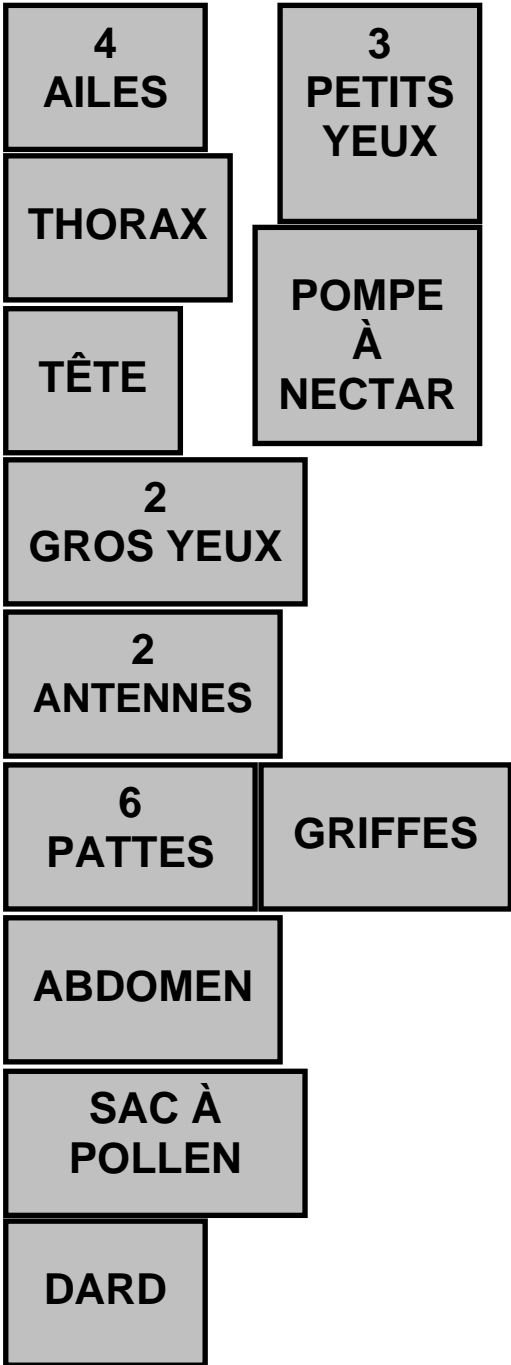 4
AILES
3
PETITS
YEUX
THORAX
POMPE
À
NECTAR
TÊTE
2
GROS YEUX
2
ANTENNES
6
PATTES
GRIFFES
ABDOMEN
SAC À
POLLEN
DARD